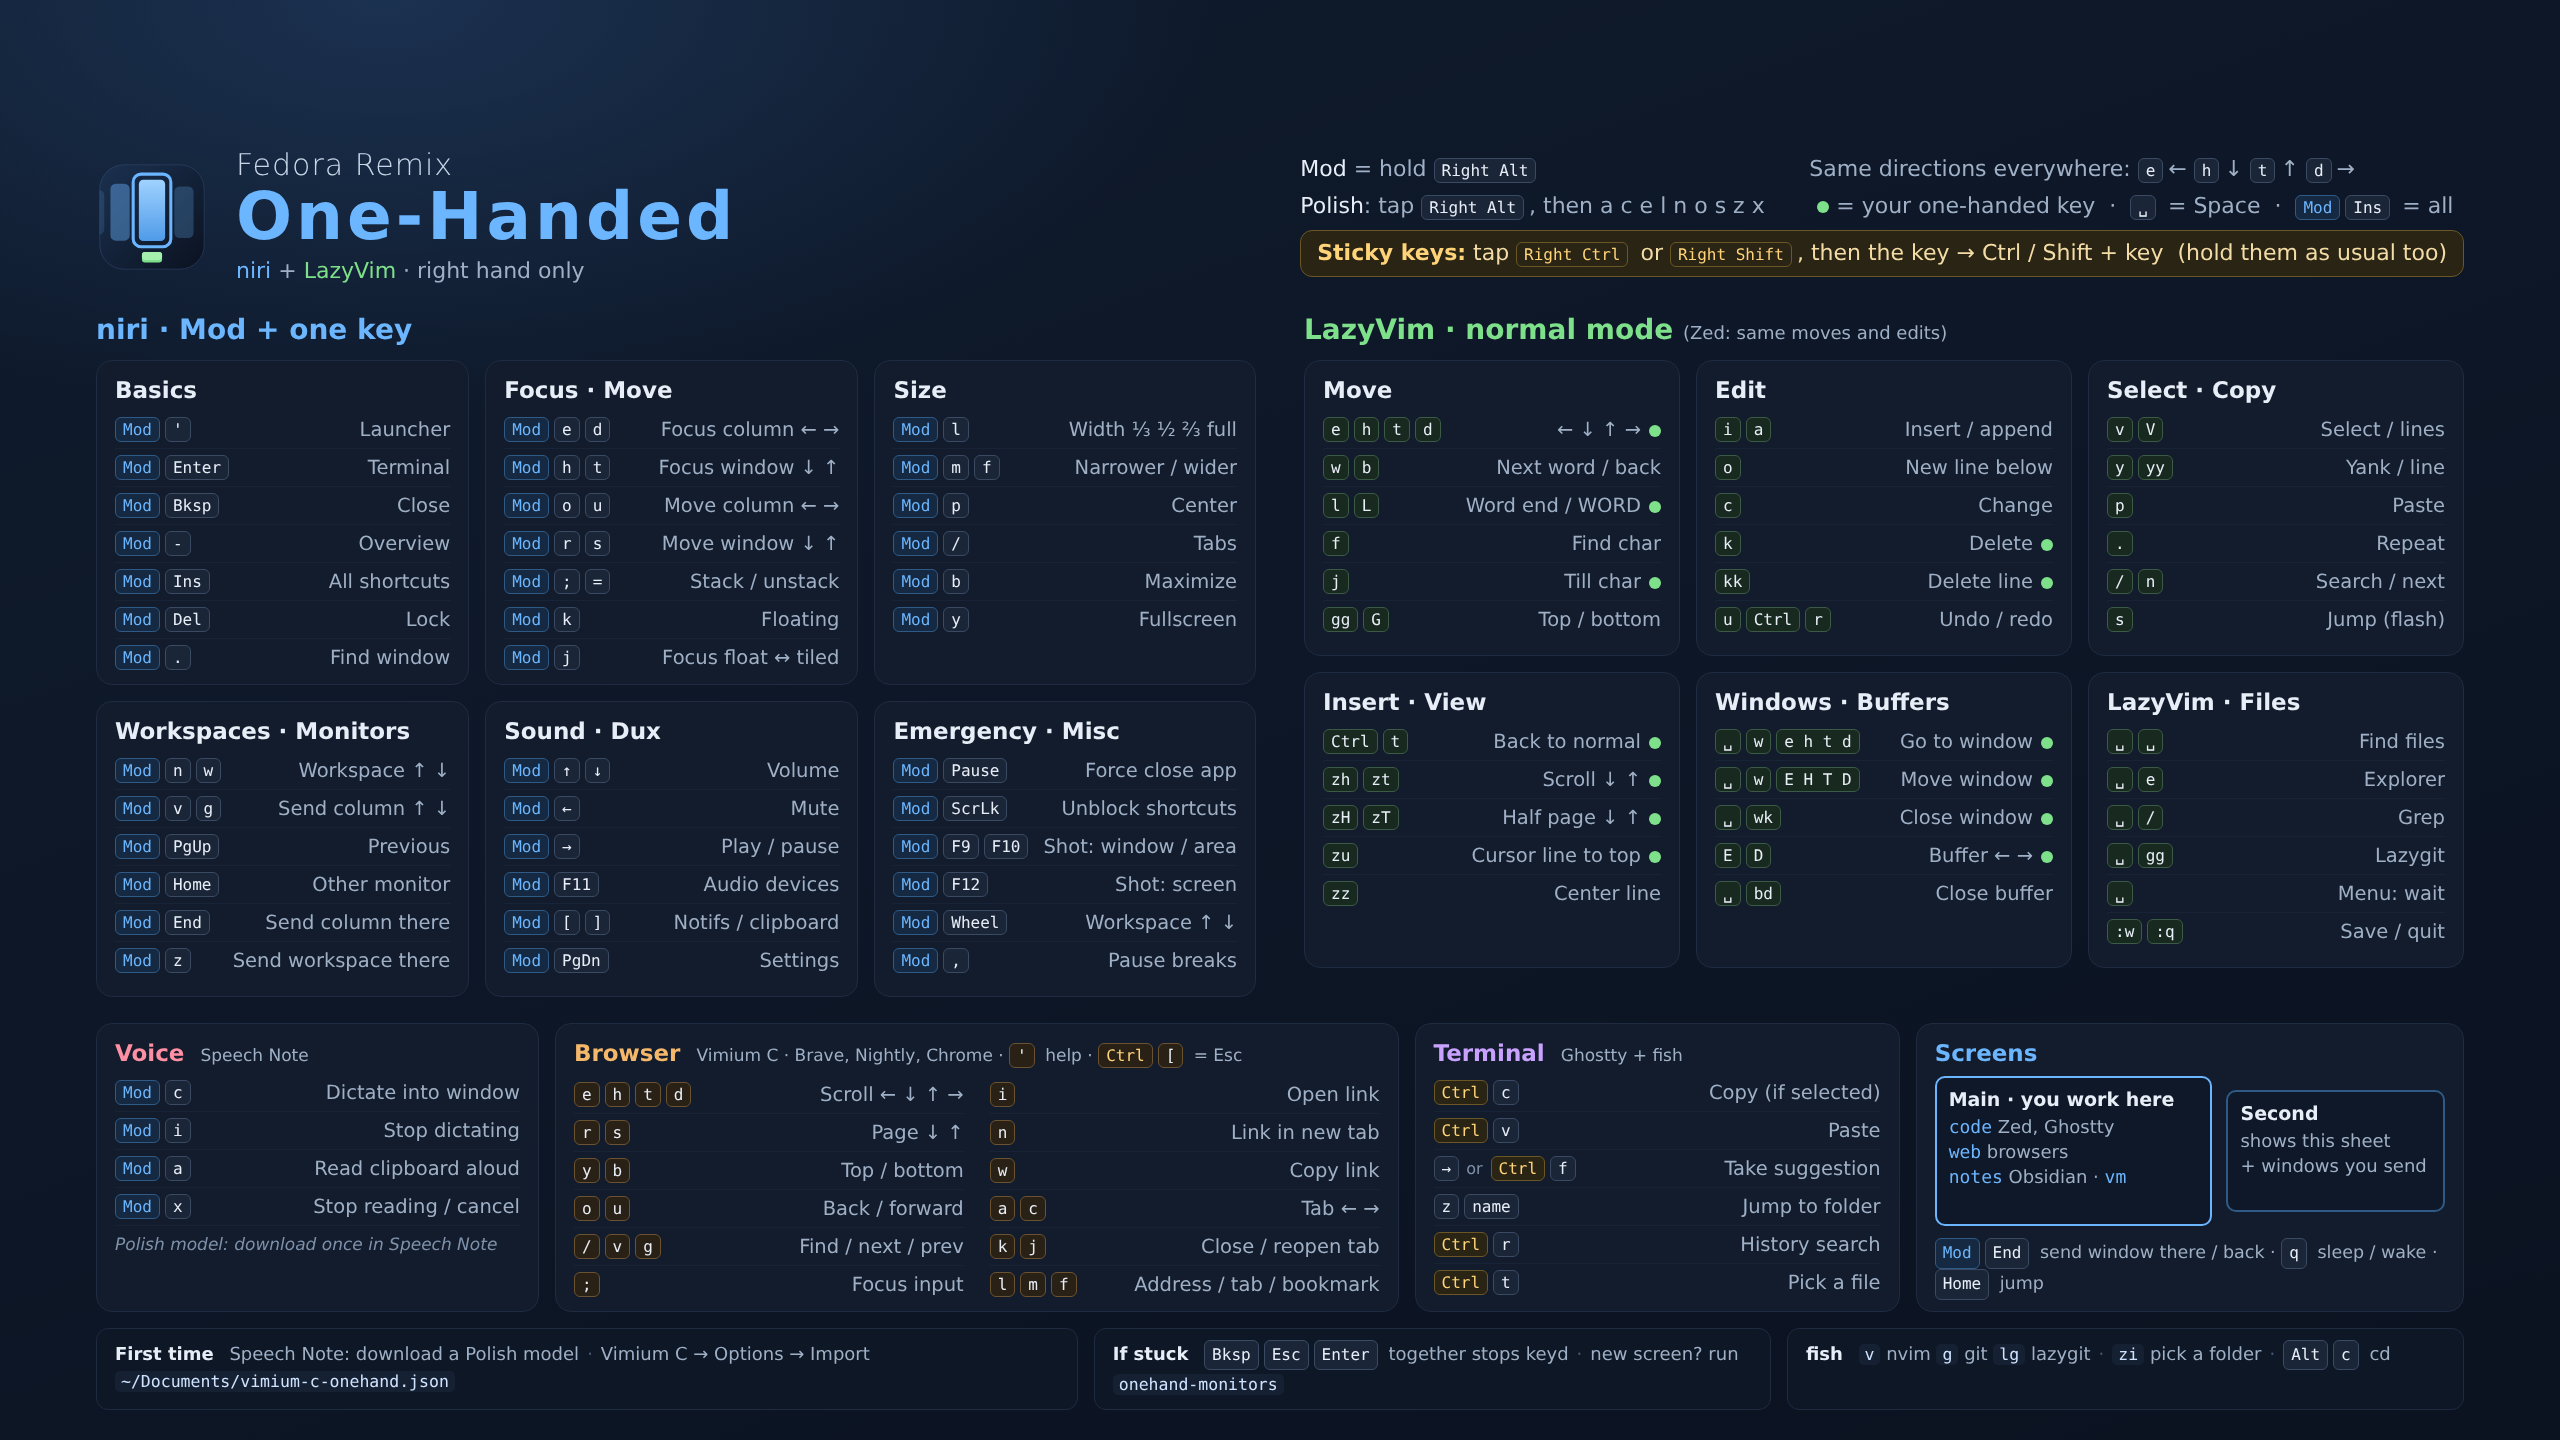 Fedora Remix
One-Handed
niri + LazyVim · right hand only
Mod = hold Right Alt
Same directions everywhere: e ← h ↓ t ↑ d →
Polish: tap Right Alt , then a c e l n o s z x
● = your one-handed key · ␣ = Space · Mod Ins = all
Sticky keys: tap Right Ctrl or Right Shift , then the key → Ctrl / Shift + key (hold them as usual too)
niri · Mod + one key
Basics
Mod ' Launcher
Mod Enter Terminal
Mod Bksp Close
Mod - Overview
Mod Ins All shortcuts
Mod Del Lock
Mod . Find window
Focus · Move
Mod e d Focus column ← →
Mod h t Focus window ↓ ↑
Mod o u Move column ← →
Mod r s Move window ↓ ↑
Mod ; = Stack / unstack
Mod k Floating
Mod j Focus float ↔ tiled
Size
Mod l Width ⅓ ½ ⅔ full
Mod m f Narrower / wider
Mod p Center
Mod / Tabs
Mod b Maximize
Mod y Fullscreen
Workspaces · Monitors
Mod n w Workspace ↑ ↓
Mod v g Send column ↑ ↓
Mod PgUp Previous
Mod Home Other monitor
Mod End Send column there
Mod z Send workspace there
Sound · Dux
Mod ↑ ↓ Volume
Mod ← Mute
Mod → Play / pause
Mod F11 Audio devices
Mod [ ] Notifs / clipboard
Mod PgDn Settings
Emergency · Misc
Mod Pause Force close app
Mod ScrLk Unblock shortcuts
Mod F9 F10 Shot: window / area
Mod F12 Shot: screen
Mod Wheel Workspace ↑ ↓
Mod , Pause breaks
LazyVim · normal mode (Zed: same moves and edits)
Move
e h t d ← ↓ ↑ → ●
w b Next word / back
l L Word end / WORD ●
f Find char
j Till char ●
gg G Top / bottom
Edit
i a Insert / append
o New line below
c Change
k Delete ●
kk Delete line ●
u Ctrl r Undo / redo
Select · Copy
v V Select / lines
y yy Yank / line
p Paste
. Repeat
/ n Search / next
s Jump (flash)
Insert · View
Ctrl t Back to normal ●
zh zt Scroll ↓ ↑ ●
zH zT Half page ↓ ↑ ●
zu Cursor line to top ●
zz Center line
Windows · Buffers
␣ w e h t d Go to window ●
␣ w E H T D Move window ●
␣ wk Close window ●
E D Buffer ← → ●
␣ bd Close buffer
LazyVim · Files
␣ ␣ Find files
␣ e Explorer
␣ / Grep
␣ gg Lazygit
␣ Menu: wait
:w :q Save / quit
Voice Speech Note
Mod c Dictate into window
Mod i Stop dictating
Mod a Read clipboard aloud
Mod x Stop reading / cancel
Polish model: download once in Speech Note
Browser Vimium C · Brave, Nightly, Chrome · ' help · Ctrl [ = Esc
e h t d Scroll ← ↓ ↑ →
r s Page ↓ ↑
y b Top / bottom
o u Back / forward
/ v g Find / next / prev
; Focus input
i Open link
n Link in new tab
w Copy link
a c Tab ← →
k j Close / reopen tab
l m f Address / tab / bookmark
Terminal Ghostty + fish
Ctrl c Copy (if selected)
Ctrl v Paste
→ or Ctrl f Take suggestion
z name Jump to folder
Ctrl r History search
Ctrl t Pick a file
Screens
Main · you work here
code Zed, Ghostty
web browsers
notes Obsidian · vm
Second
shows this sheet
+ windows you send
Mod End send window there / back · q sleep / wake ·
Home jump
First time Speech Note: download a Polish model · Vimium C → Options → Import
~/Documents/vimium-c-onehand.json
If stuck Bksp Esc Enter together stops keyd · new screen? run
onehand-monitors
fish v nvim g git lg lazygit · zi pick a folder · Alt c cd